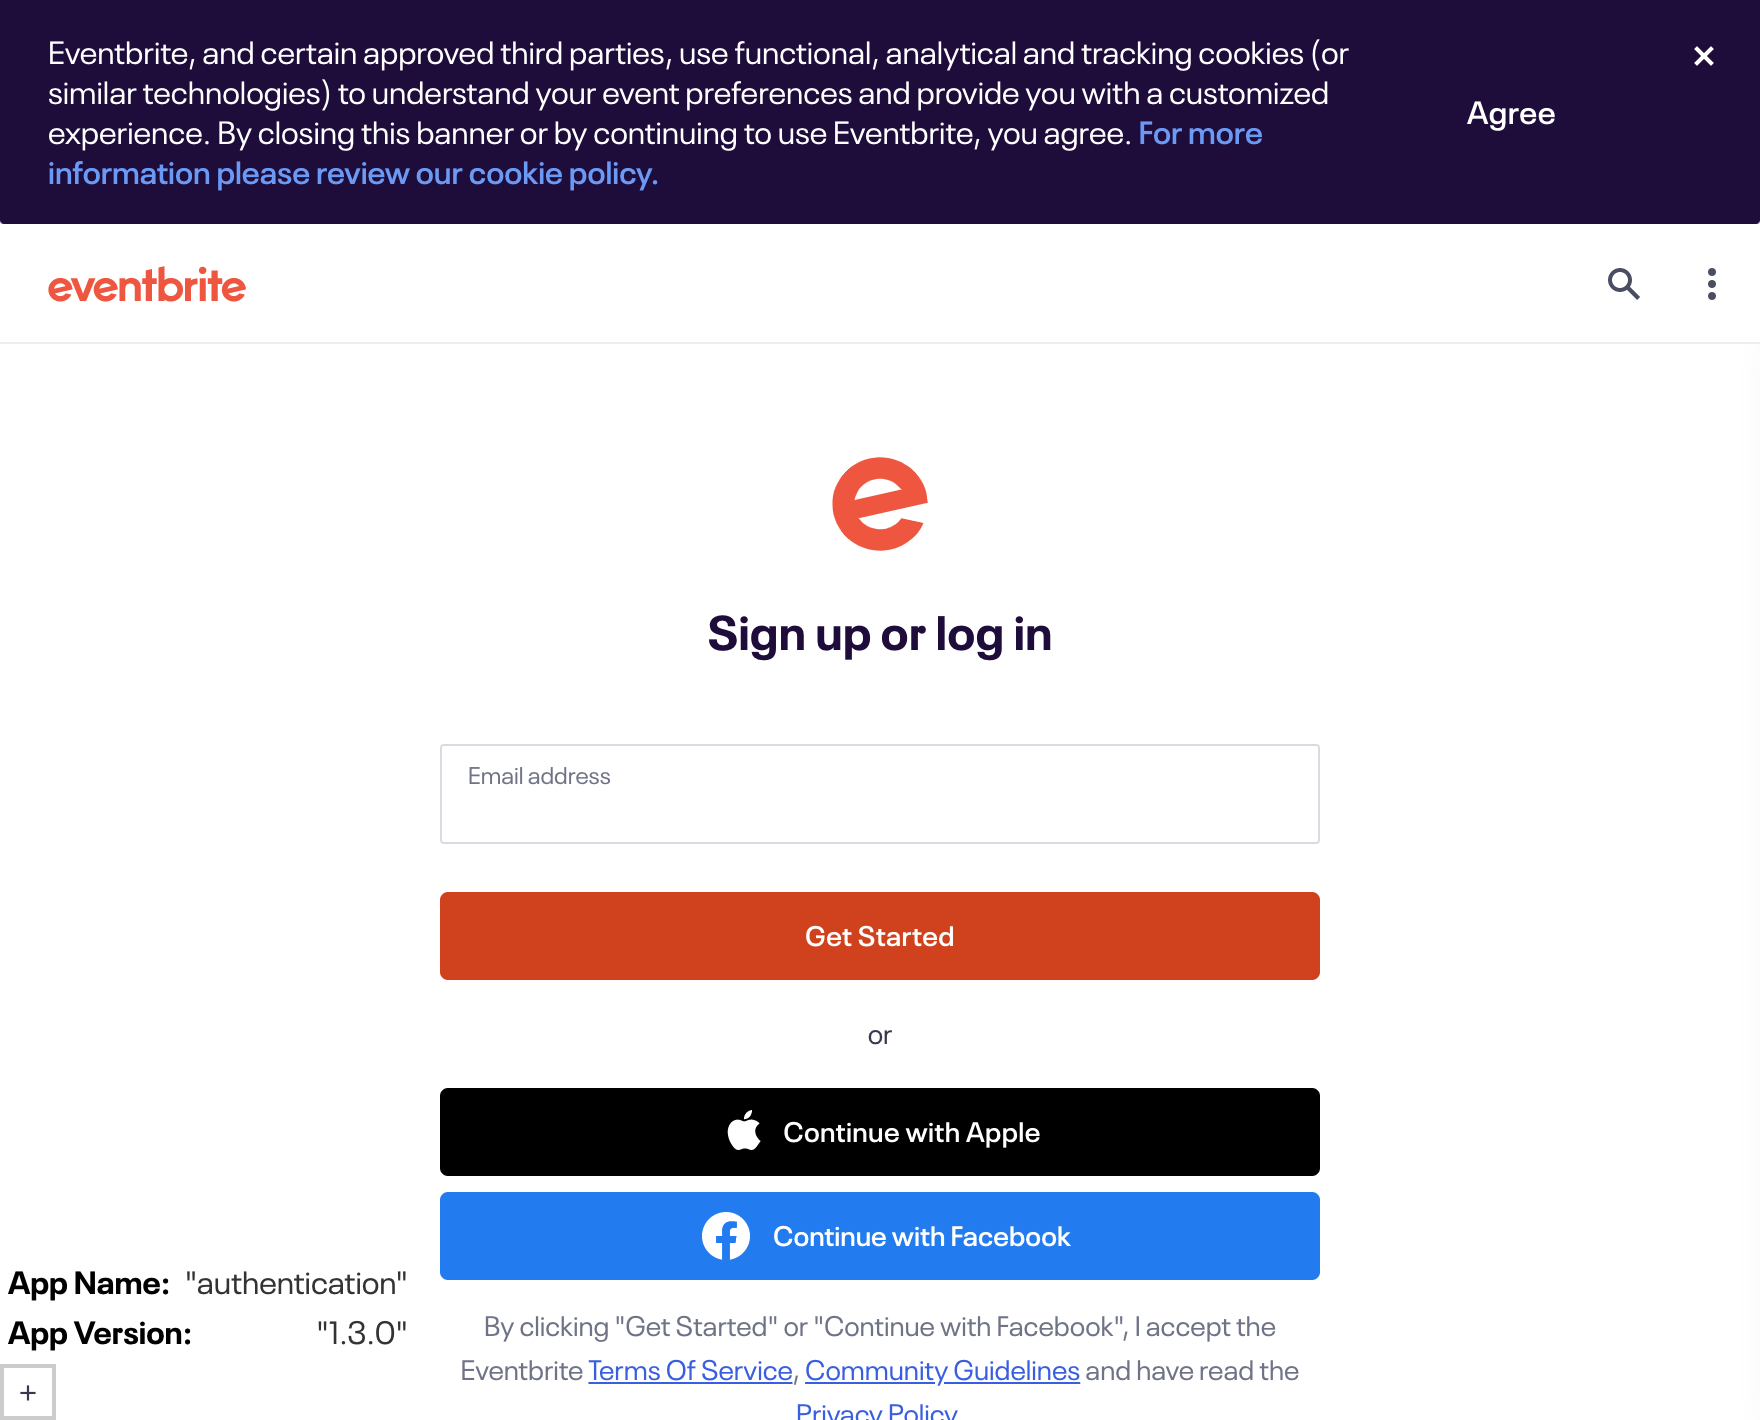 Eventbrite, and certain approved third parties, use functional, analytical and tracking cookies (or
similar technologies) to understand your event preferences and provide you with a customized
experience. By closing this banner or by continuing to use Eventbrite, you agree. For more
information please review our cookie policy.
Agree
eventbrite
Sign up or log in
Email address
Get Started
or
Continue with Apple
Continue with Facebook
App Name: "authentication"
App Version: "1.3.0"
By clicking "Get Started" or "Continue with Facebook", I accept the
Eventbrite Terms Of Service, Community Guidelines and have read the
Privacy Policy